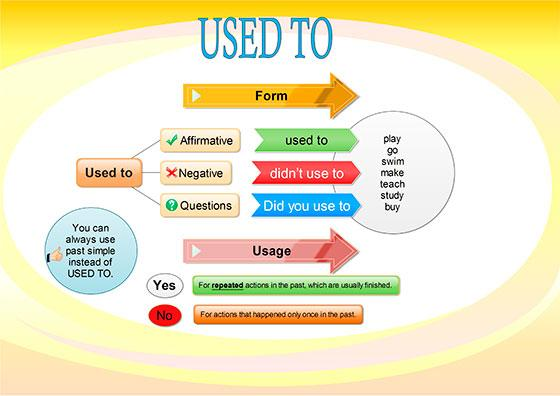 USED TO
Form
Used to
Affirmative
used to
Negative
didn't use to
Questions
Did you use to
play
go
swim
make
teach
study
buy
You can
always use
past simple
instead of
USED TO.
Usage
Yes
For repeated actions in the past, which are usually finished.
No
For actions that happened only once in the past.